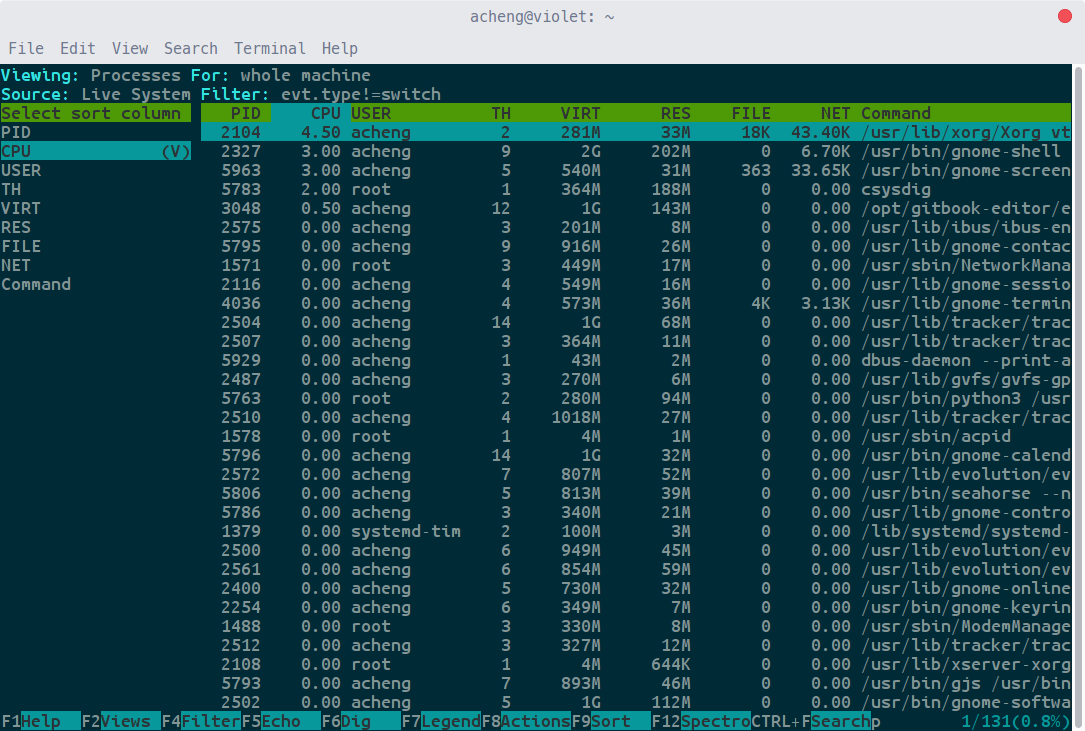 acheng@violet: ~
File Edit View Search Terminal Help
Viewing: Processes For: whole machine
Source: Live System Filter: evt.type!=switch
Select sort column PID CPU USER TH VIRT RES FILE NET Command
PID 2104 4.50 acheng 2 281M 33M 18K 43.40K /usr/lib/xorg/Xorg vt
CPU (V) 2327 3.00 acheng 9 2G 202M 0 6.70K /usr/bin/gnome-shell
USER 5963 3.00 acheng 5 540M 31M 363 33.65K /usr/bin/gnome-screen
TH 5783 2.00 root 1 364M 188M 0 0.00 csysdig
VIRT 3048 0.50 acheng 12 1G 143M 0 0.00 /opt/gitbook-editor/e
RES 2575 0.00 acheng 3 201M 8M 0 0.00 /usr/lib/ibus/ibus-en
FILE 5795 0.00 acheng 9 916M 26M 0 0.00 /usr/bin/gnome-contac
NET 1571 0.00 root 3 449M 17M 0 0.00 /usr/sbin/NetworkMana
Command 2116 0.00 acheng 4 549M 16M 0 0.00 /usr/lib/gnome-sessio
4036 0.00 acheng 4 573M 36M 4K 3.13K /usr/lib/gnome-termin
2504 0.00 acheng 14 1G 68M 0 0.00 /usr/lib/tracker/trac
2507 0.00 acheng 3 364M 11M 0 0.00 /usr/lib/tracker/trac
5929 0.00 acheng 1 43M 2M 0 0.00 dbus-daemon --print-a
2487 0.00 acheng 3 270M 6M 0 0.00 /usr/lib/gvfs/gvfs-gp
5763 0.00 root 2 280M 94M 0 0.00 /usr/bin/python3 /usr
2510 0.00 acheng 4 1018M 27M 0 0.00 /usr/lib/tracker/trac
1578 0.00 root 1 4M 1M 0 0.00 /usr/sbin/acpid
5796 0.00 acheng 14 1G 32M 0 0.00 /usr/bin/gnome-calend
2572 0.00 acheng 7 807M 52M 0 0.00 /usr/lib/evolution/ev
5806 0.00 acheng 5 813M 39M 0 0.00 /usr/bin/seahorse --n
5786 0.00 acheng 3 340M 21M 0 0.00 /usr/lib/gnome-contro
1379 0.00 systemd-tim 2 100M 3M 0 0.00 /lib/systemd/systemd-
2500 0.00 acheng 6 949M 45M 0 0.00 /usr/lib/evolution/ev
2561 0.00 acheng 6 854M 59M 0 0.00 /usr/lib/evolution/ev
2400 0.00 acheng 5 730M 32M 0 0.00 /usr/lib/gnome-online
2254 0.00 acheng 6 349M 7M 0 0.00 /usr/bin/gnome-keyrin
1488 0.00 root 3 330M 8M 0 0.00 /usr/sbin/ModemManage
2512 0.00 acheng 3 327M 12M 0 0.00 /usr/lib/tracker/trac
2108 0.00 root 1 4M 644K 0 0.00 /usr/lib/xserver-xorg
5793 0.00 acheng 7 893M 46M 0 0.00 /usr/bin/gjs /usr/bin
2502 0.00 acheng 5 1G 112M 0 0.00 /usr/bin/gnome-softwa
F1Help F2Views F4FilterF5Echo F6Dig F7LegendF8ActionsF9Sort F12SpectroCTRL+FSearchp 1/131(0.8%)